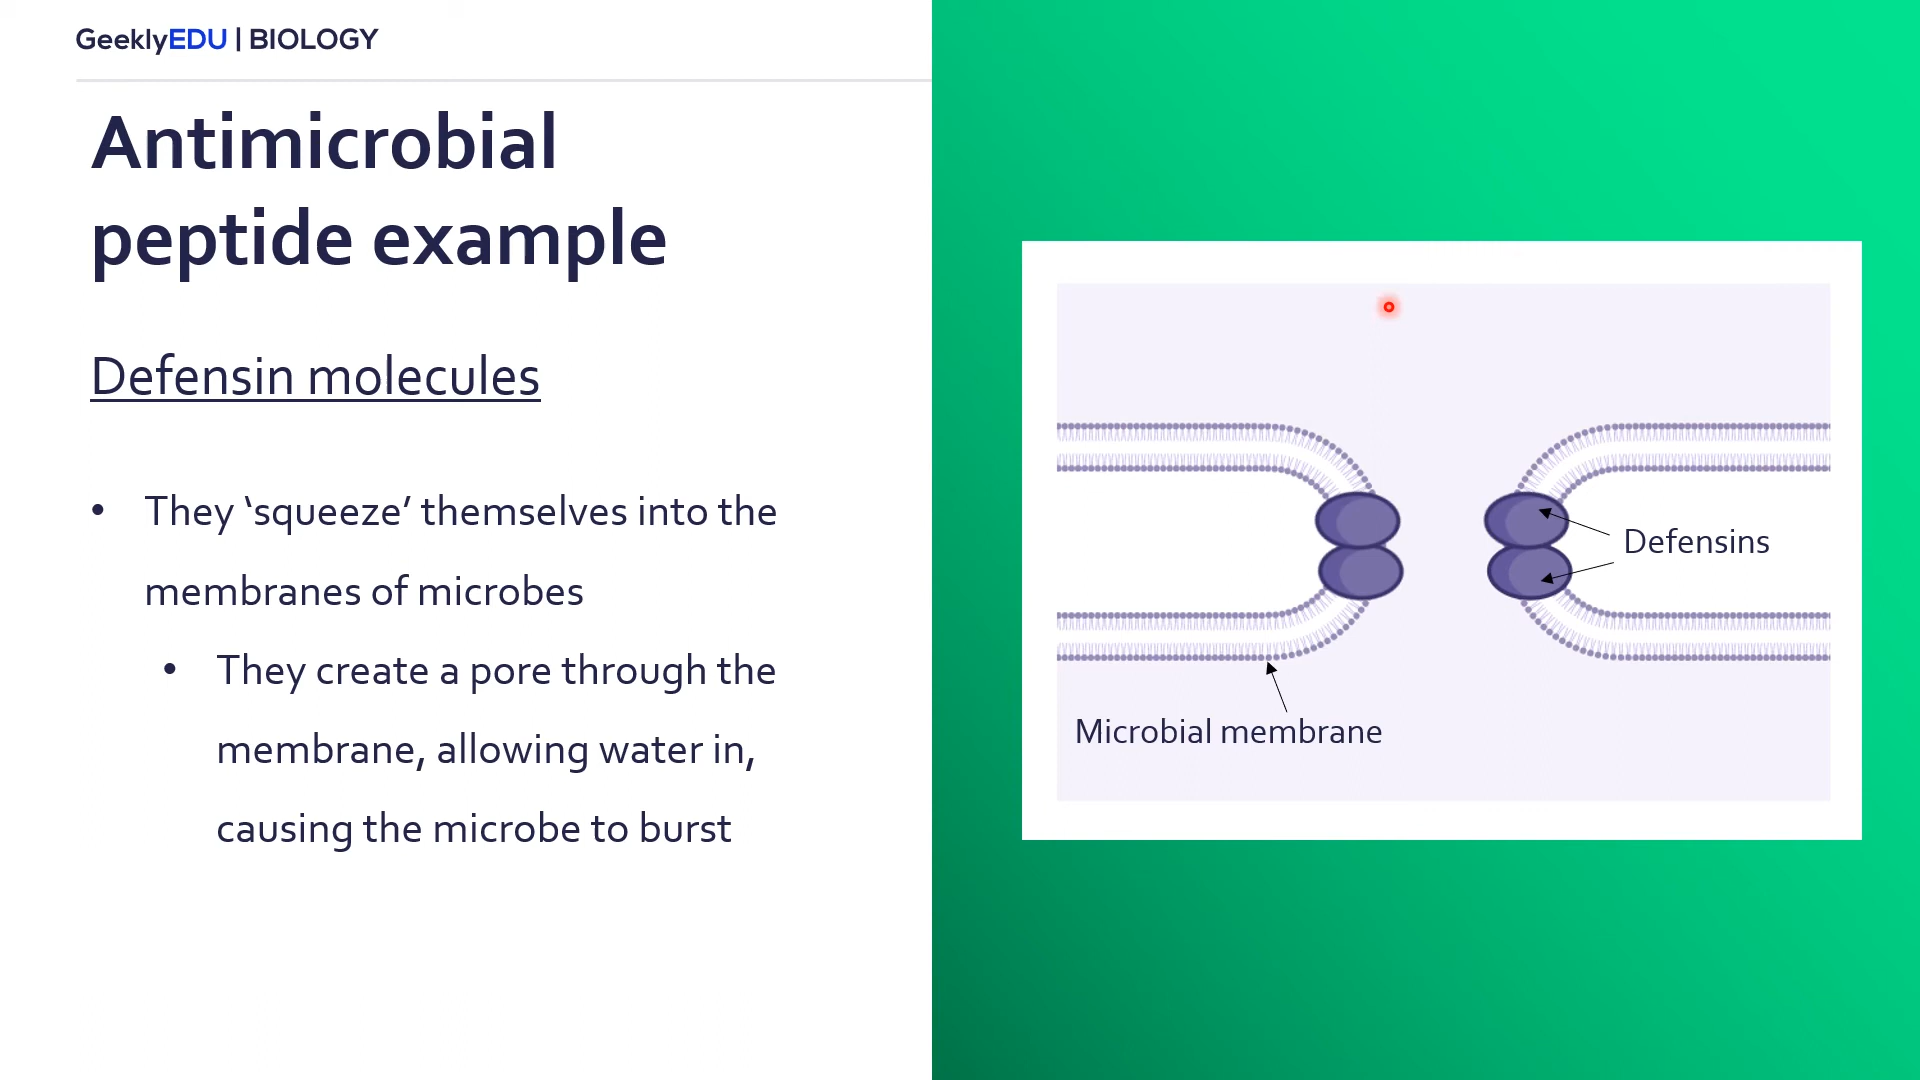 GeeklyEDU | BIOLOGY
Antimicrobial
peptide example
Defensin molecules
• They ‘squeeze’ themselves into the
membranes of microbes
• They create a pore through the
membrane, allowing water in,
causing the microbe to burst
Defensins
Microbial membrane